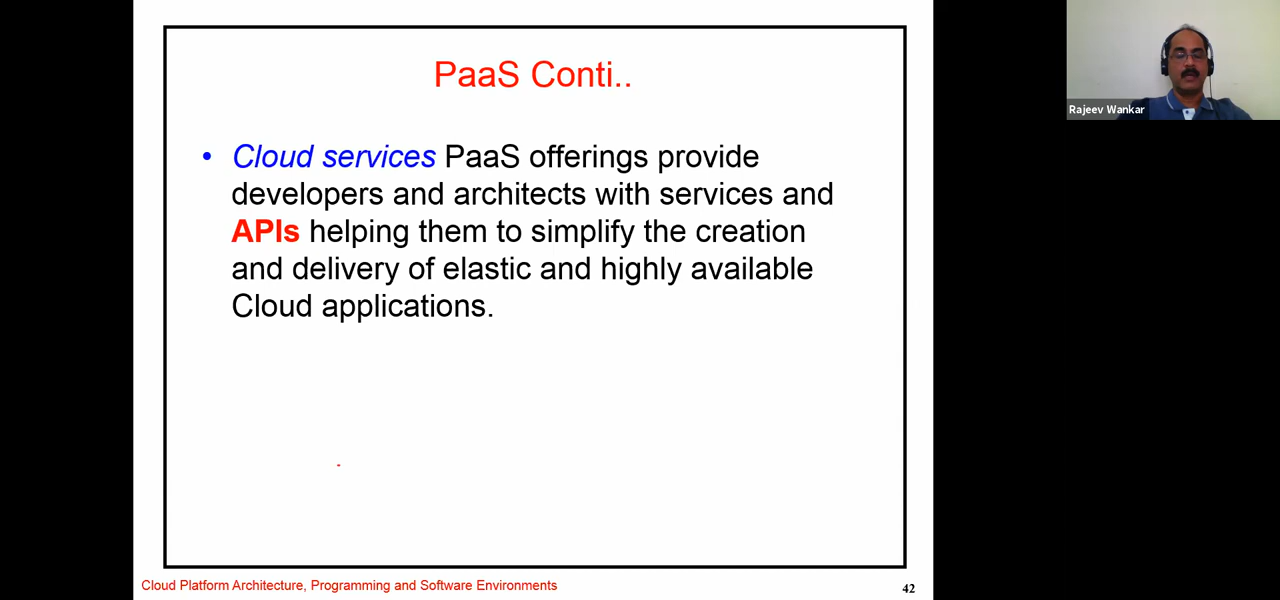 PaaS Conti..
Rajeev Wankar
• Cloud services PaaS offerings provide
developers and architects with services and
APIs helping them to simplify the creation
and delivery of elastic and highly available
Cloud applications.
Cloud Platform Architecture, Programming and Software Environments
42